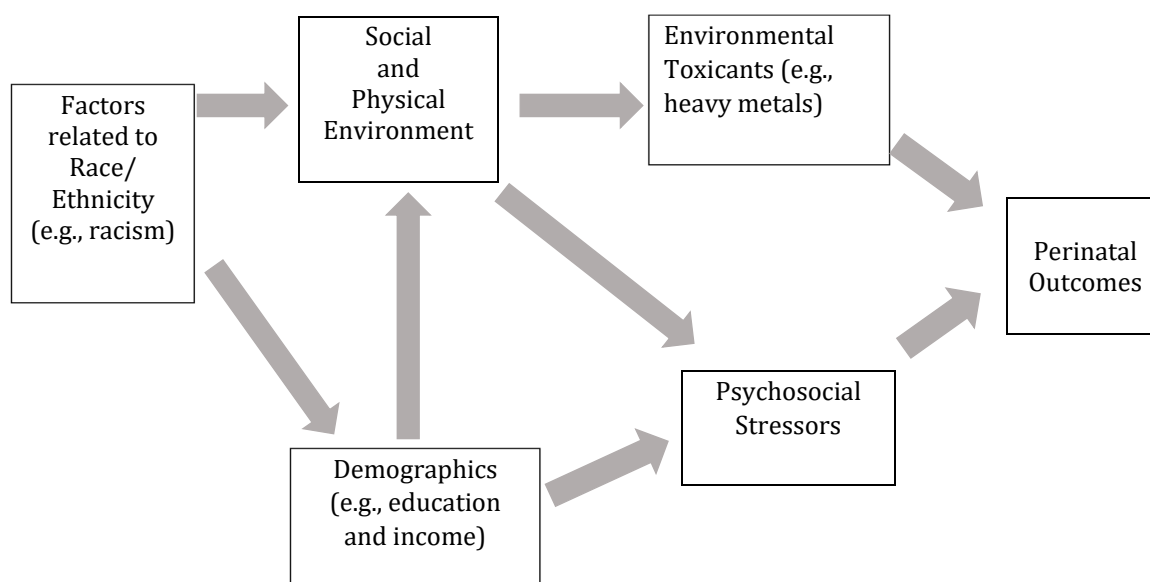 Factors
related to
Race/
Ethnicity
(e.g., racism)
Social
and
Physical
Environment
Environmental
Toxicants (e.g.,
heavy metals)
Perinatal
Outcomes
Psychosocial
Stressors
Demographics
(e.g., education
and income)